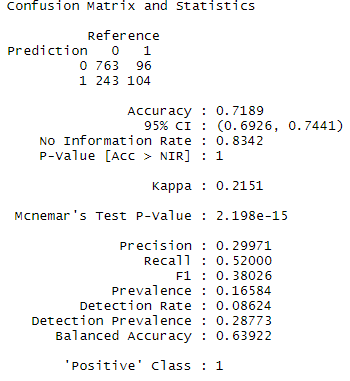 Confusion Matrix and Statistics
Reference
Prediction 0 1
0 763 96
1 243 104
Accuracy : 0.7189
95% CI : (0.6926, 0.7441)
No Information Rate : 0.8342
P-Value [Acc > NIR] : 1
Kappa : 0.2151
Mcnemar's Test P-Value : 2.198e-15
Precision : 0.29971
Recall : 0.52000
F1 : 0.38026
Prevalence : 0.16584
Detection Rate : 0.08624
Detection Prevalence : 0.28773
Balanced Accuracy : 0.63922
'Positive' Class : 1